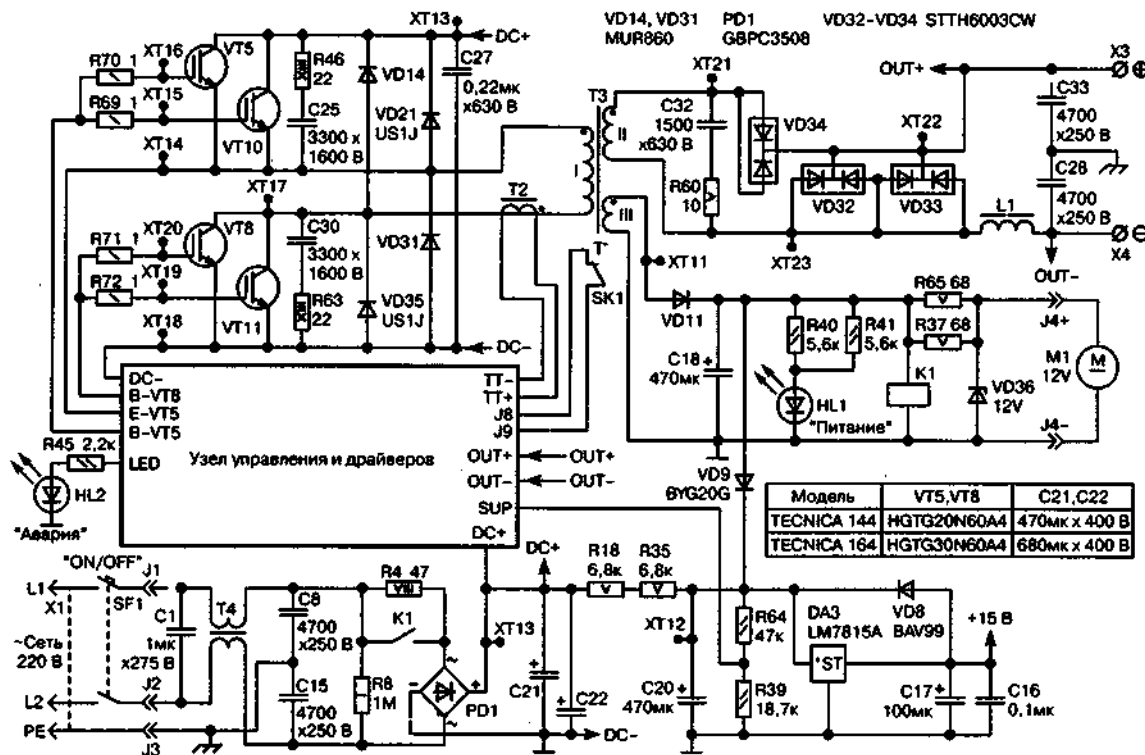 XT13
DC+
VD14, VD31
MUR860
PD1
GBPC3508
VD32-VD34 STTH6003CW
XT16
R70 1
VT5
R46
22
C27
0,22мк
x630 В
VD14
XT15
R69 1
C25
3300 x
1600 В
VD21
US1J
XT14
VT10
XT17
T2
T3
I
II
III
XT21
C32
1500
x630 В
VD34
R60
10
OUT+
X3
C33
4700
x250 В
XT22
C28
4700
x250 В
VD32
VD33
L1
XT23
OUT-
X4
XT20
R71 1
VT8
C30
3300 x
1600 В
VD31
XT19
R72 1
VT11
R63
22
VD35
US1J
XT18
DC-
T°
SK1
XT11
VD11
R65 68
J4+
R40
5,6к
R41
5,6к
R37 68
C18
470мк
K1
VD36
12V
M1
12V
M
HL1
"Питание"
J4-
DC-
B-VT8
E-VT5
B-VT5
LED
TT-
TT+
J8
J9
OUT+
OUT+
OUT-
OUT-
SUP
DC+
Узел управления и драйверов
R45 2,2к
HL2
"Авария"
VD9
BYG20G
Модель
VT5,VT8
C21,C22
TECNICA 144
HGTG20N60A4
470мк x 400 В
TECNICA 164
HGTG30N60A4
680мк x 400 В
"ON/OFF"
L1
X1
SF1
J1
T4
C1
1мк
x275 В
~Сеть
220 В
L2
J2
PE
J3
C8
4700
x250 В
C15
4700
x250 В
R4 47
K1
R8
1М
PD1
XT13
DC+
C21
C22
DC-
R18
6,8к
R35
6,8к
XT12
C20
470мк
R64
47к
R39
18,7к
DA3
LM7815A
*ST
VD8
BAV99
+15 В
C17
100мк
C16
0,1мк